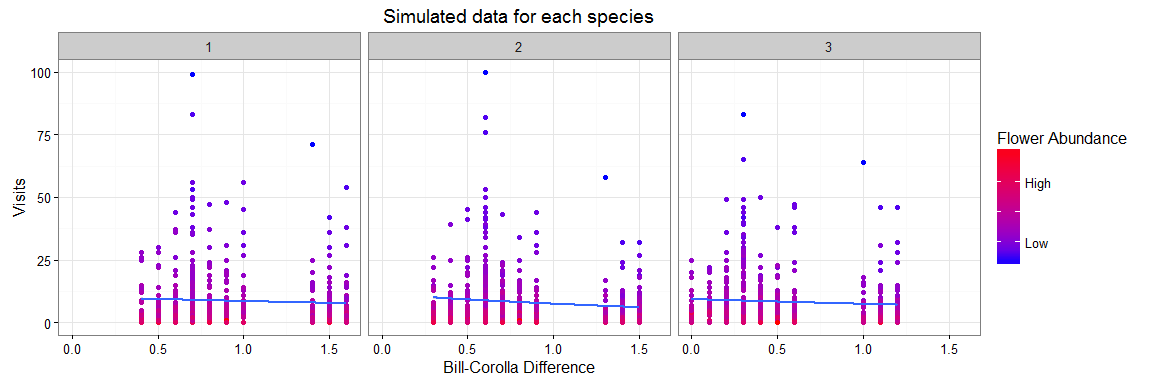 Simulated data for each species
1 2 3
Visits
100
75
50
25
0
0.0 0.5 1.0 1.5 0.0 0.5 1.0 1.5 0.0 0.5 1.0 1.5
Bill-Corolla Difference
Flower Abundance
High
Low